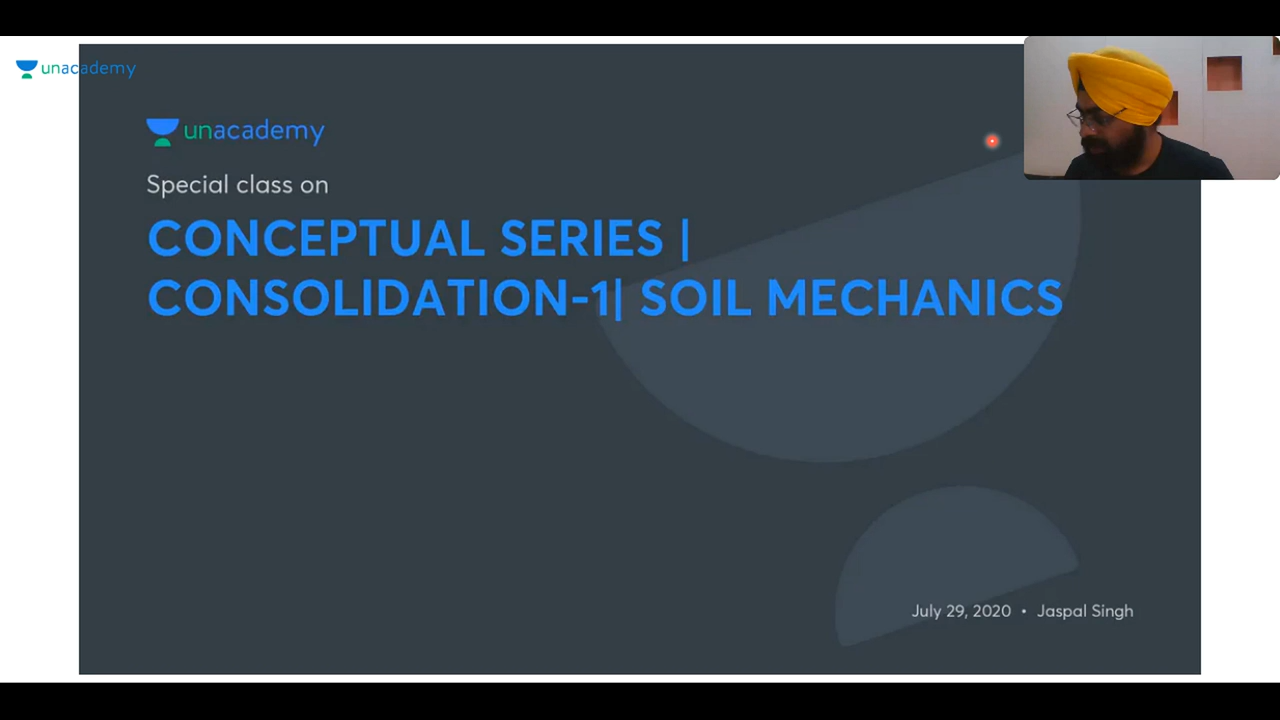 unacademy
unacademy
Special class on
CONCEPTUAL SERIES |
CONSOLIDATION-1| SOIL MECHANICS
July 29, 2020 • Jaspal Singh